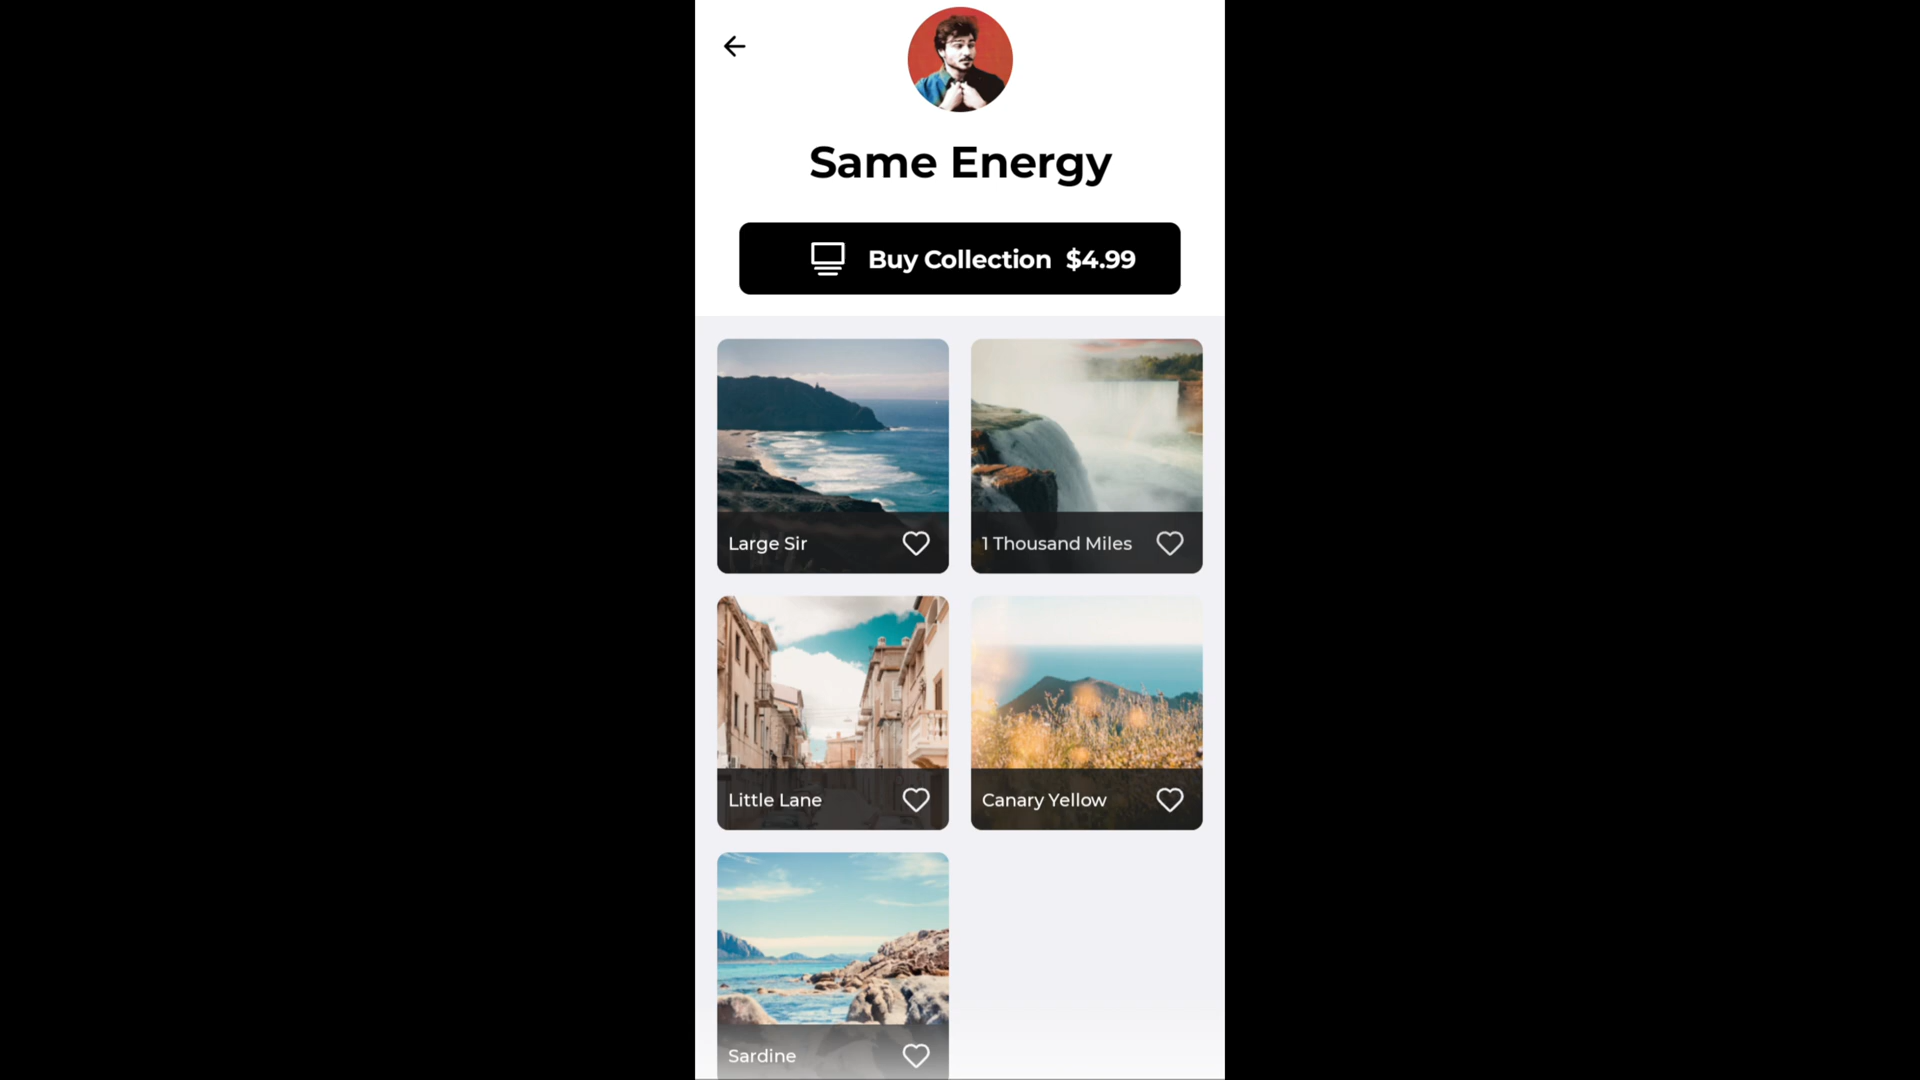 Same Energy
Buy Collection $4.99
Large Sir
1 Thousand Miles
Little Lane
Canary Yellow
Sardine